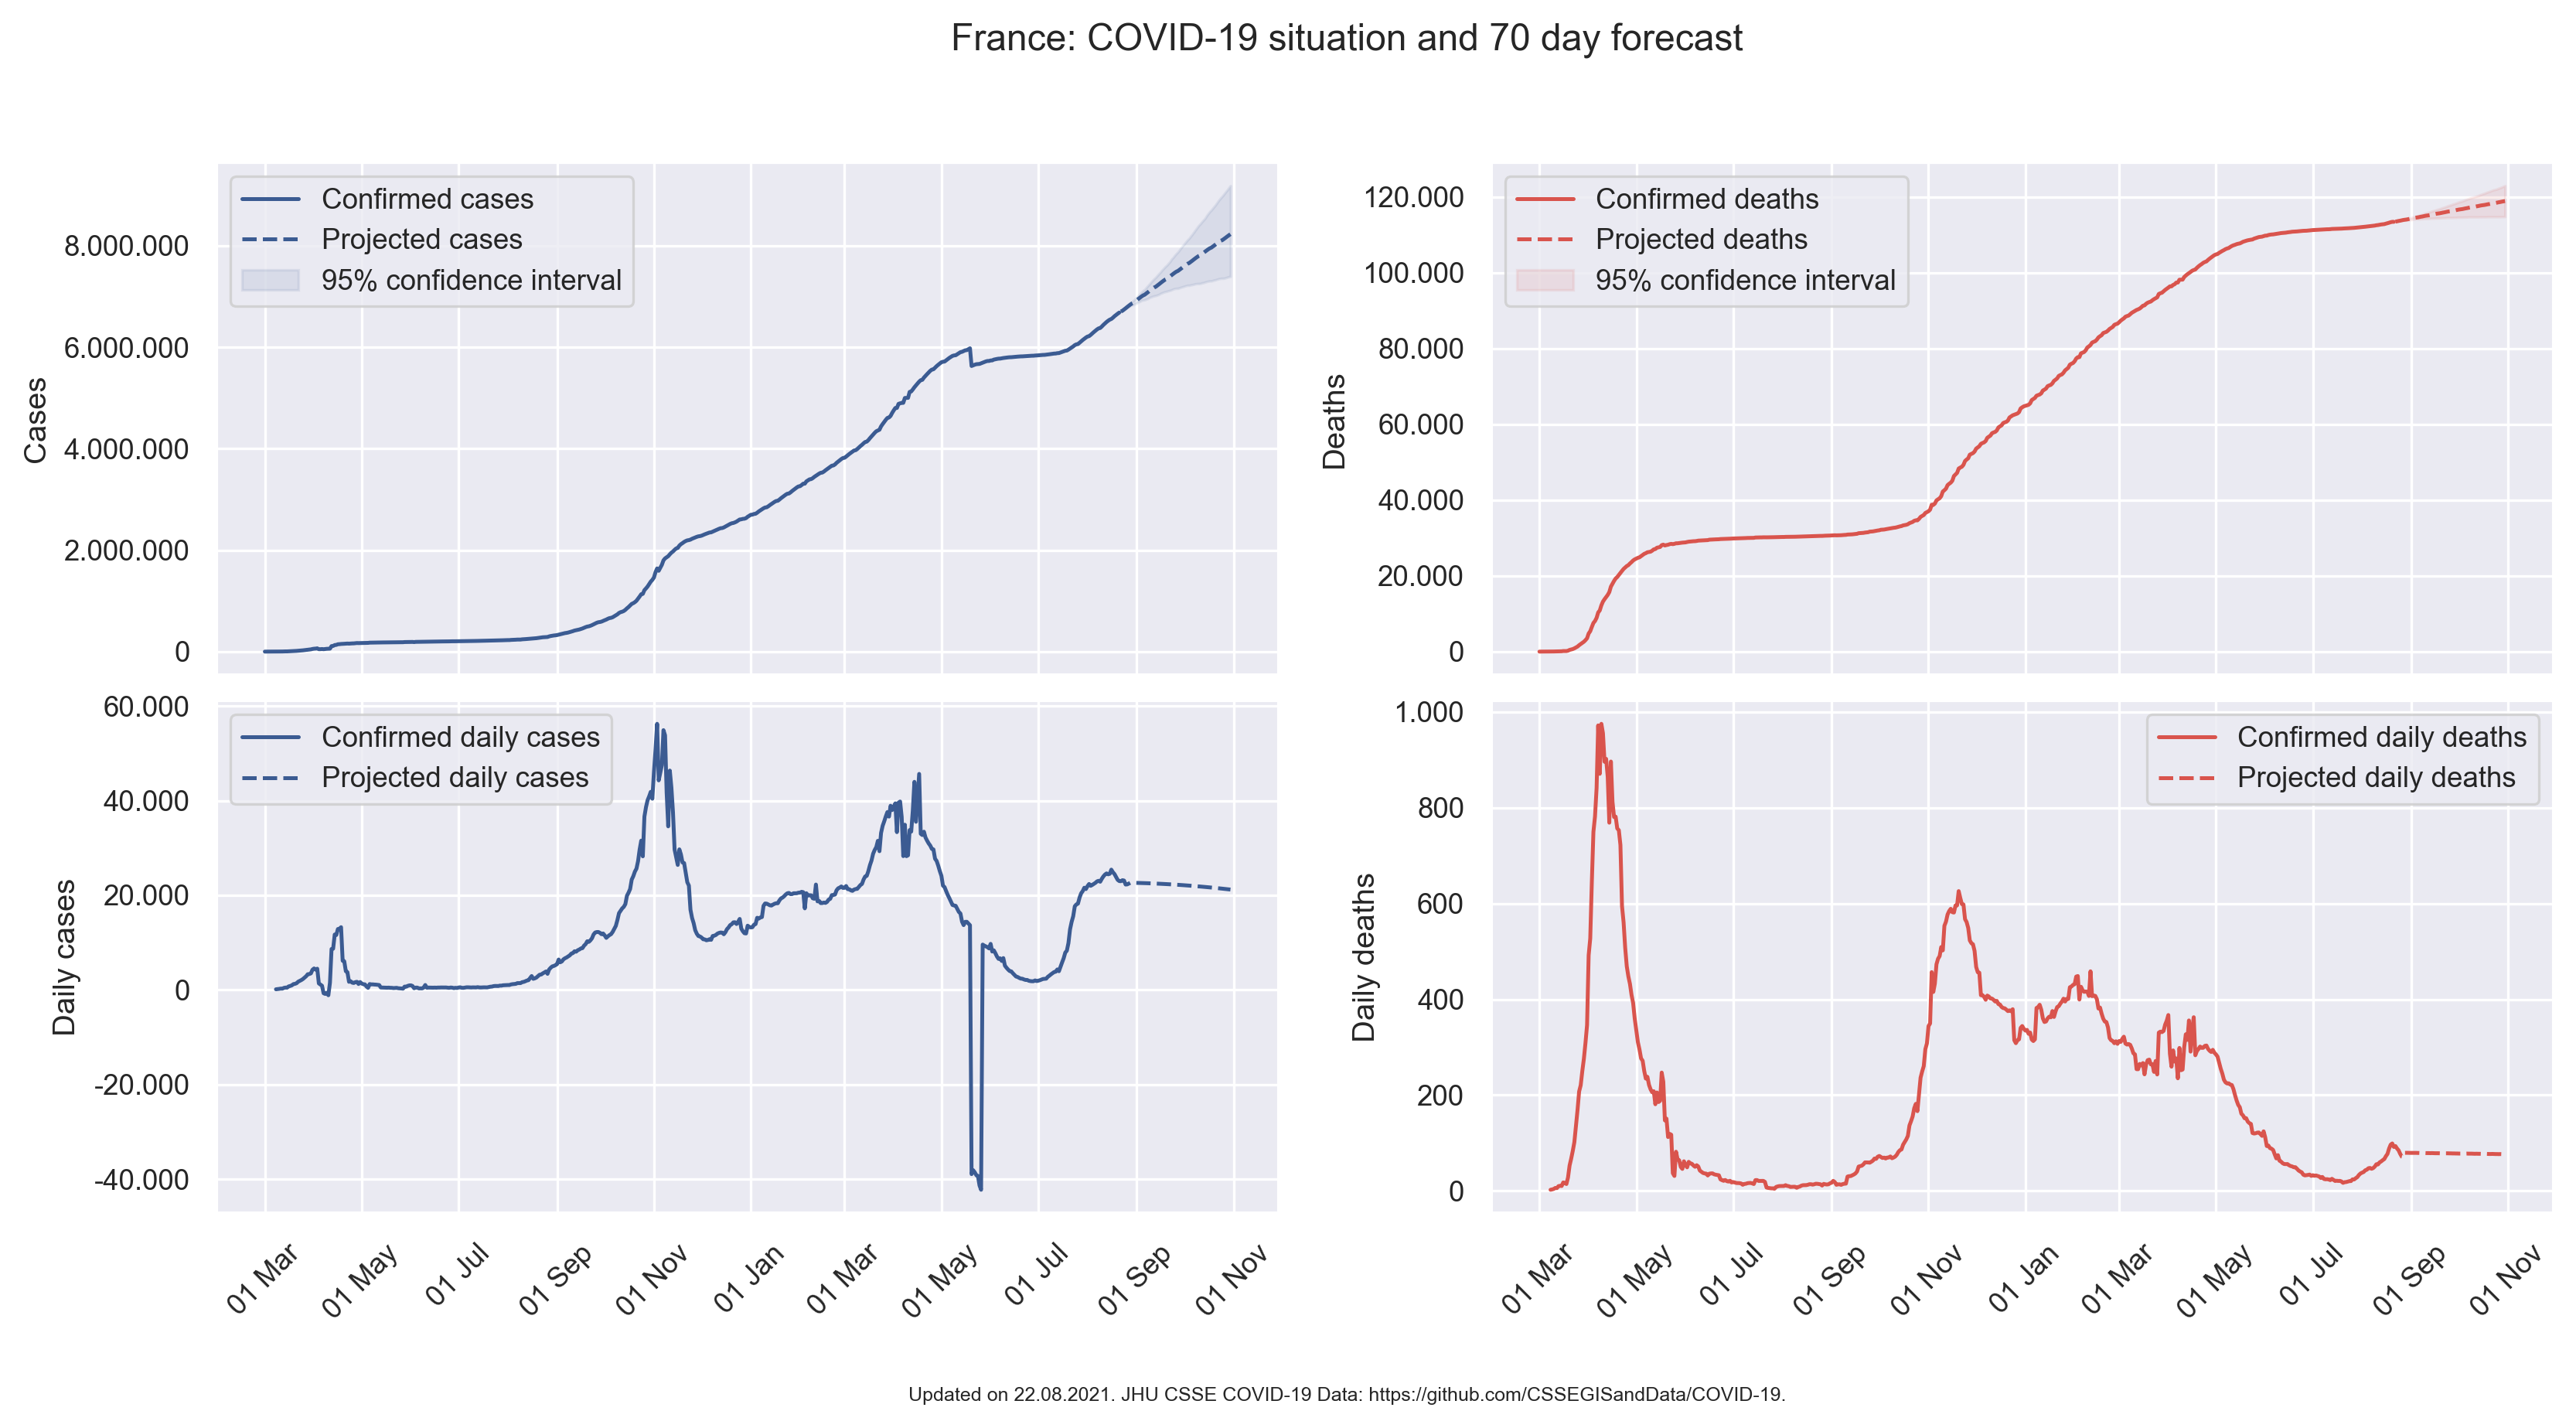 France: COVID-19 situation and 70 day forecast
Confirmed cases
Projected cases
95% confidence interval
8.000.000
6.000.000
4.000.000
2.000.000
0
Cases
Confirmed deaths
Projected deaths
95% confidence interval
120.000
100.000
80.000
60.000
40.000
20.000
0
Deaths
Confirmed daily cases
Projected daily cases
60.000
40.000
20.000
0
-20.000
-40.000
Daily cases
01 Mar
01 May
01 Jul
01 Sep
01 Nov
01 Jan
01 Mar
01 May
01 Jul
01 Sep
01 Nov
Confirmed daily deaths
Projected daily deaths
1.000
800
600
400
200
0
Daily deaths
01 Mar
01 May
01 Jul
01 Sep
01 Nov
01 Jan
01 Mar
01 May
01 Jul
01 Sep
01 Nov
Updated on 22.08.2021. JHU CSSE COVID-19 Data: https://github.com/CSSEGISandData/COVID-19.